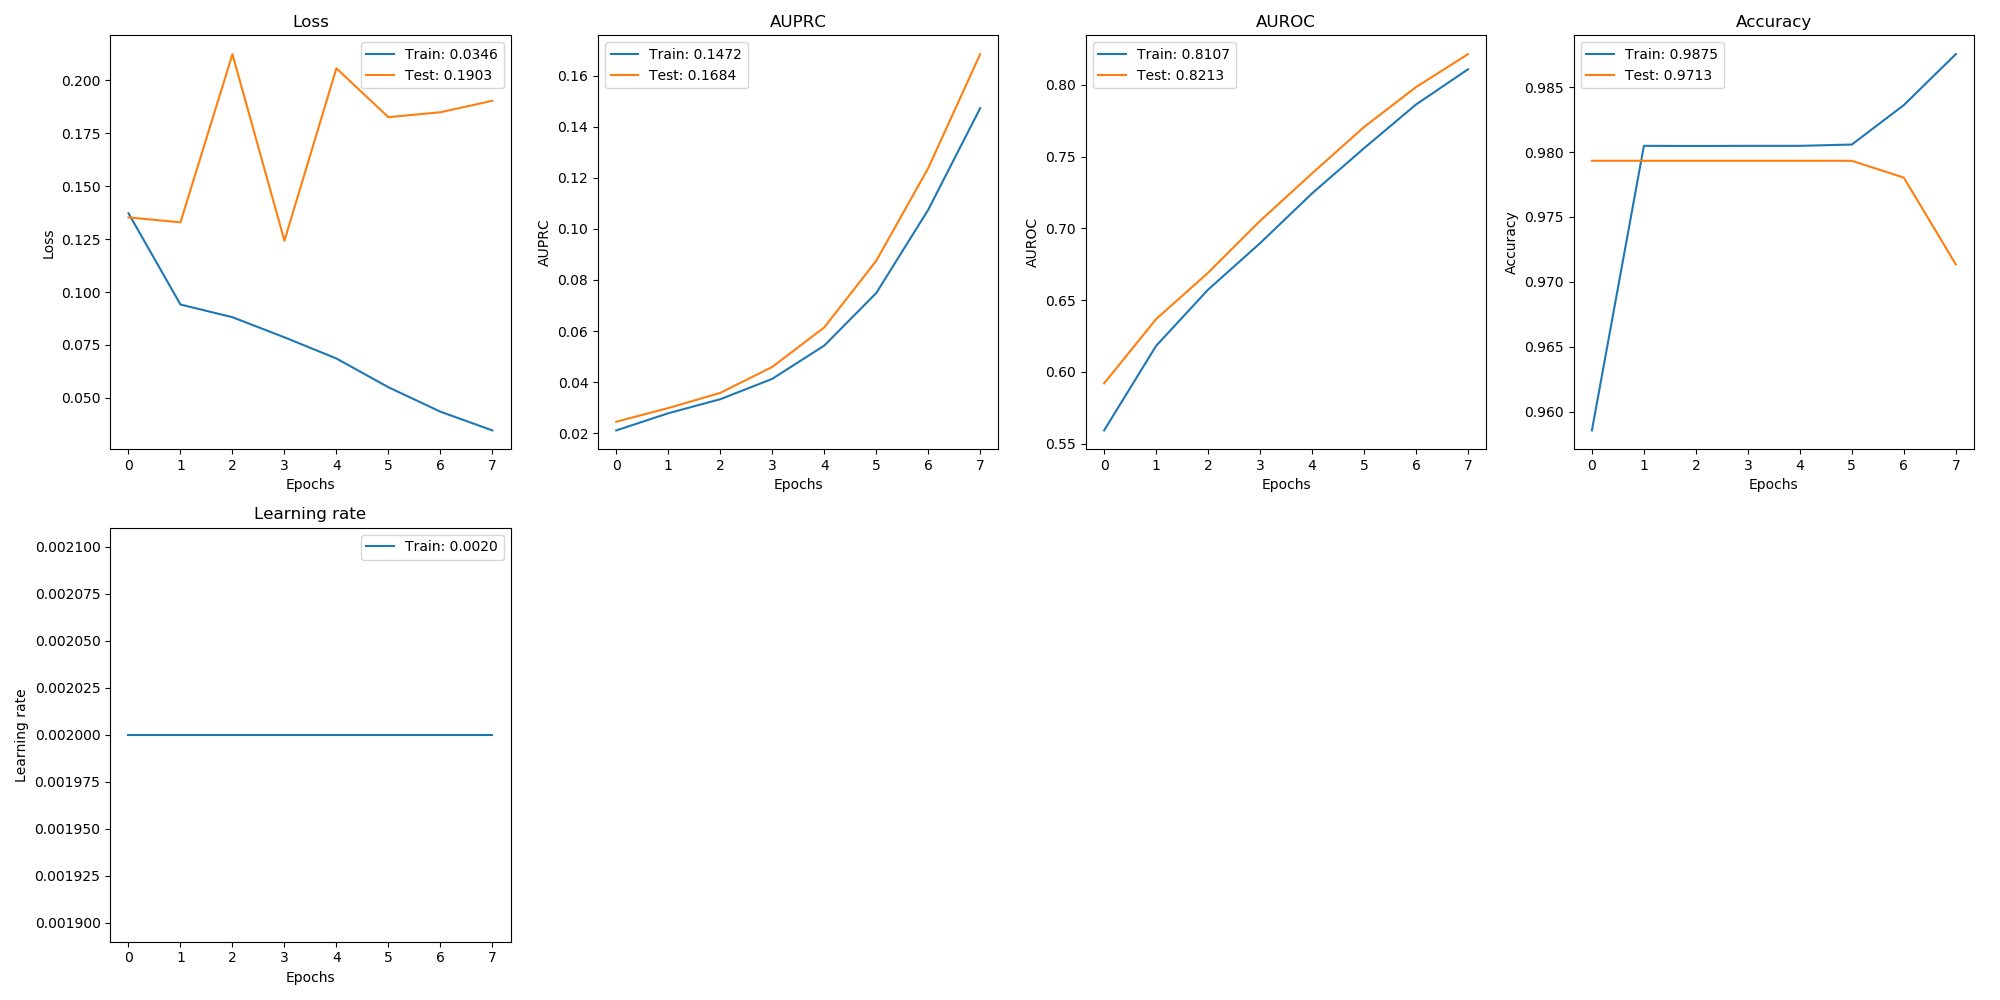 Loss
Train: 0.0346
Test: 0.1903
0.200
0.175
0.150
0.125
0.100
0.075
0.050
Loss
0 1 2 3 4 5 6 7
Epochs
AUPRC
Train: 0.1472
Test: 0.1684
0.16
0.14
0.12
0.10
0.08
0.06
0.04
0.02
AUPRC
0 1 2 3 4 5 6 7
Epochs
AUROC
Train: 0.8107
Test: 0.8213
0.80
0.75
0.70
0.65
0.60
0.55
AUROC
0 1 2 3 4 5 6 7
Epochs
Accuracy
Train: 0.9875
Test: 0.9713
0.985
0.980
0.975
0.970
0.965
0.960
Accuracy
0 1 2 3 4 5 6 7
Epochs
Learning rate
Train: 0.0020
0.002100
0.002075
0.002050
0.002025
0.002000
0.001975
0.001950
0.001925
0.001900
Learning rate
0 1 2 3 4 5 6 7
Epochs